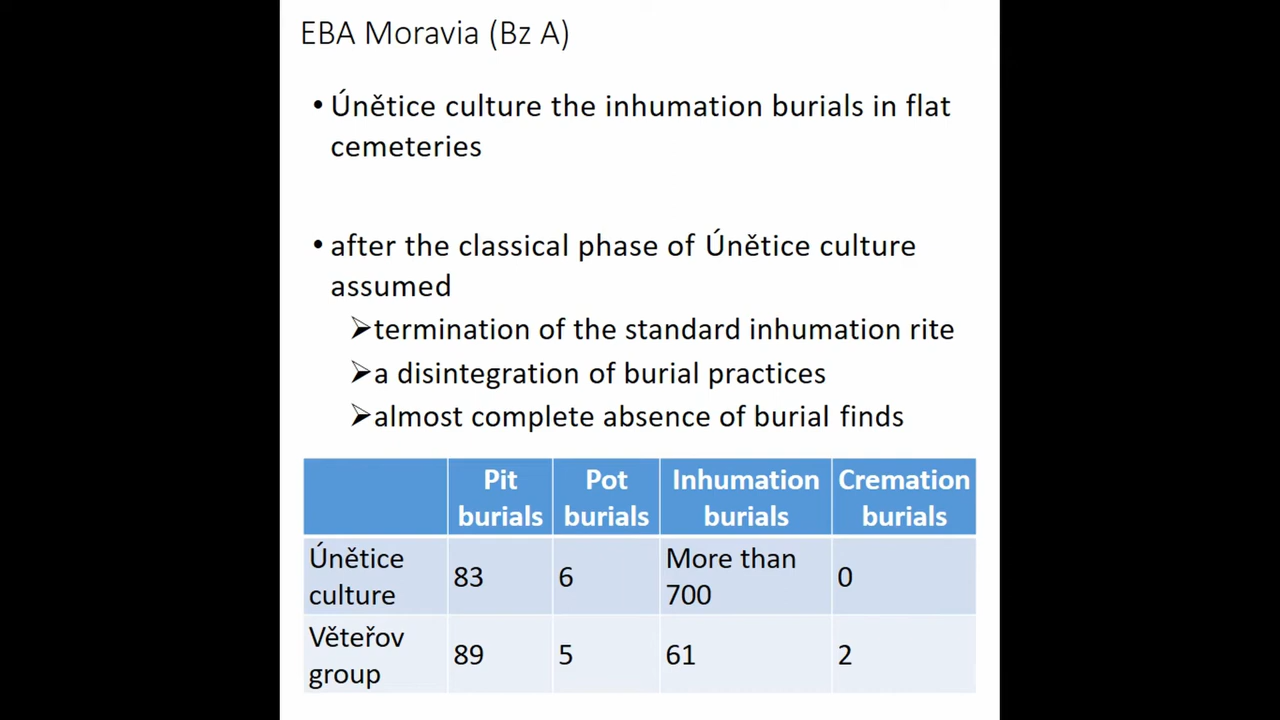 EBA Moravia (Bz A)
• Únětice culture the inhumation burials in flat
cemeteries
• after the classical phase of Únětice culture
assumed
➢termination of the standard inhumation rite
➢a disintegration of burial practices
➢almost complete absence of burial finds
Pit burials | Pot burials | Inhumation burials | Cremation burials
Únětice culture | 83 | 6 | More than 700 | 0
Věteřov group | 89 | 5 | 61 | 2